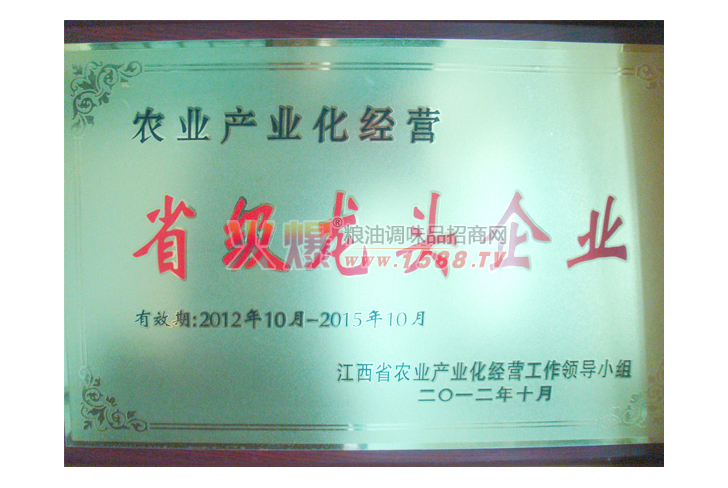 农业产业化经营
省级龙头企业
火爆®粮油调味品招商网
www.1588.TV
有效期:2012年10月-2015年10月
江西省农业产业化经营工作领导小组
二〇一二年十月